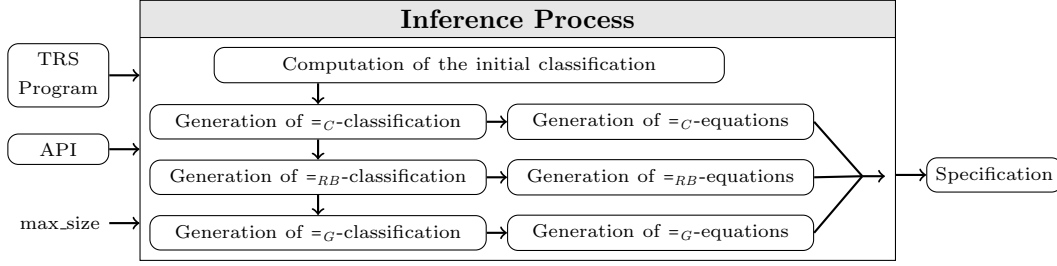 Inference Process
TRS
Program
API
max_size
Computation of the initial classification
Generation of =C-classification
Generation of =C-equations
Generation of =RB-classification
Generation of =RB-equations
Generation of =G-classification
Generation of =G-equations
Specification